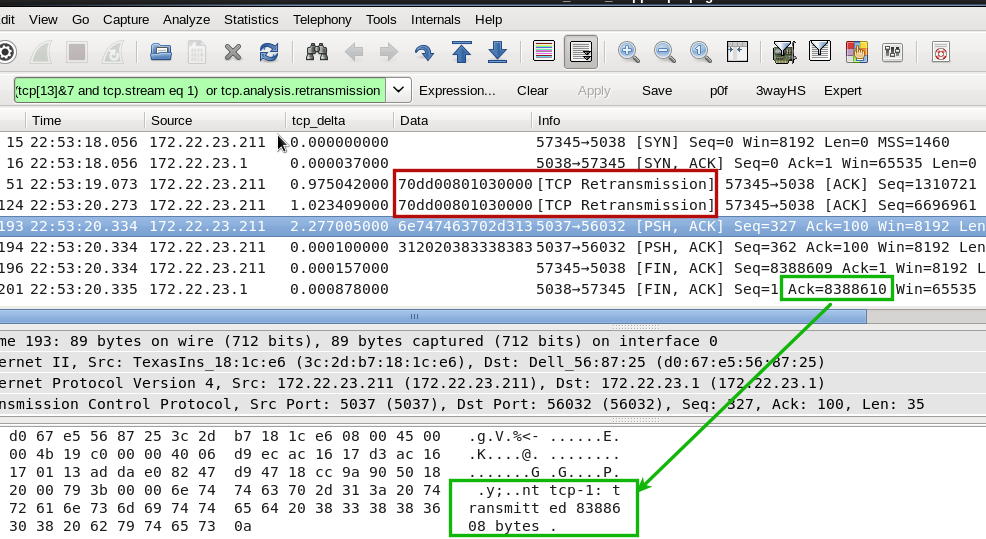 dit View Go Capture Analyze Statistics Telephony Tools Internals Help
(tcp[13]&7 and tcp.stream eq 1)  or tcp.analysis.retransmission Expression... Clear Apply Save p0f 3wayHS Expert
Time Source tcp_delta Data Info
15 22:53:18.056 172.22.23.211 0.000000000 57345→5038 [SYN] Seq=0 Win=8192 Len=0 MSS=1460
16 22:53:18.056 172.22.23.1 0.000037000 5038→57345 [SYN, ACK] Seq=0 Ack=1 Win=65535 Len=0
51 22:53:19.073 172.22.23.211 0.975042000 70dd00801030000 [TCP Retransmission] 57345→5038 [ACK] Seq=1310721
124 22:53:20.273 172.22.23.211 1.023409000 70dd00801030000 [TCP Retransmission] 57345→5038 [ACK] Seq=6696961
193 22:53:20.334 172.22.23.211 2.277005000 6e747463702d313 5037→56032 [PSH, ACK] Seq=327 Ack=100 Win=8192 Len
194 22:53:20.334 172.22.23.211 0.000100000 312020383338383 5037→56032 [PSH, ACK] Seq=362 Ack=100 Win=8192 Len
196 22:53:20.334 172.22.23.211 0.000157000 57345→5038 [FIN, ACK] Seq=8388609 Ack=1 Win=8192 L
201 22:53:20.335 172.22.23.1 0.000878000 5038→57345 [FIN, ACK] Seq=1 Ack=8388610 Win=65535
me 193: 89 bytes on wire (712 bits), 89 bytes captured (712 bits) on interface 0
ernet II, Src: TexasIns_18:1c:e6 (3c:2d:b7:18:1c:e6), Dst: Dell_56:87:25 (d0:67:e5:56:87:25)
ernet Protocol Version 4, Src: 172.22.23.211 (172.22.23.211), Dst: 172.22.23.1 (172.22.23.1)
nsmission Control Protocol, Src Port: 5037 (5037), Dst Port: 56032 (56032), Seq: 327, Ack: 100, Len: 35
d0 67 e5 56 87 25 3c 2d b7 18 1c e6 08 00 45 00 .g.V.%<- ......E.
00 4b 19 c0 00 00 40 06 d9 ec ac 16 17 d3 ac 16 .K....@. ........
17 01 13 ad da e0 82 47 d9 47 18 cc 9a 90 50 18 .......G .G....P.
20 00 79 3b 00 00 6e 74 74 63 70 2d 31 3a 20 74 .y;..nt tcp-1: t
72 61 6e 73 6d 69 74 74 65 64 20 38 33 38 38 36 ransmitt ed 83886
30 38 20 62 79 74 65 73 0a 08 bytes .